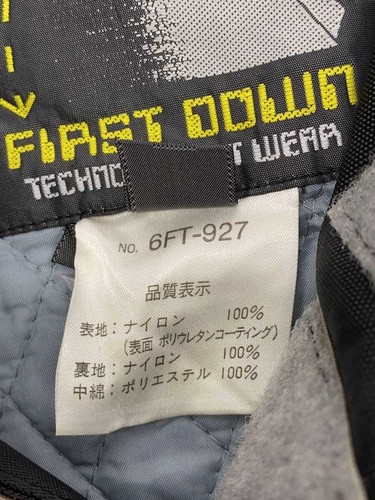 FIRST DOWN
WEAR
No. 6FT-927
品質表示
表地:ナイロン 100%
(表面 ポリウレタンコーティング)
裏地:ナイロン 100%
中綿:ポリエステル 100%